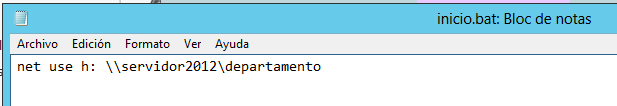 inicio.bat: Bloc de notas
Archivo Edición Formato Ver Ayuda
net use h: \\servidor2012\departamento